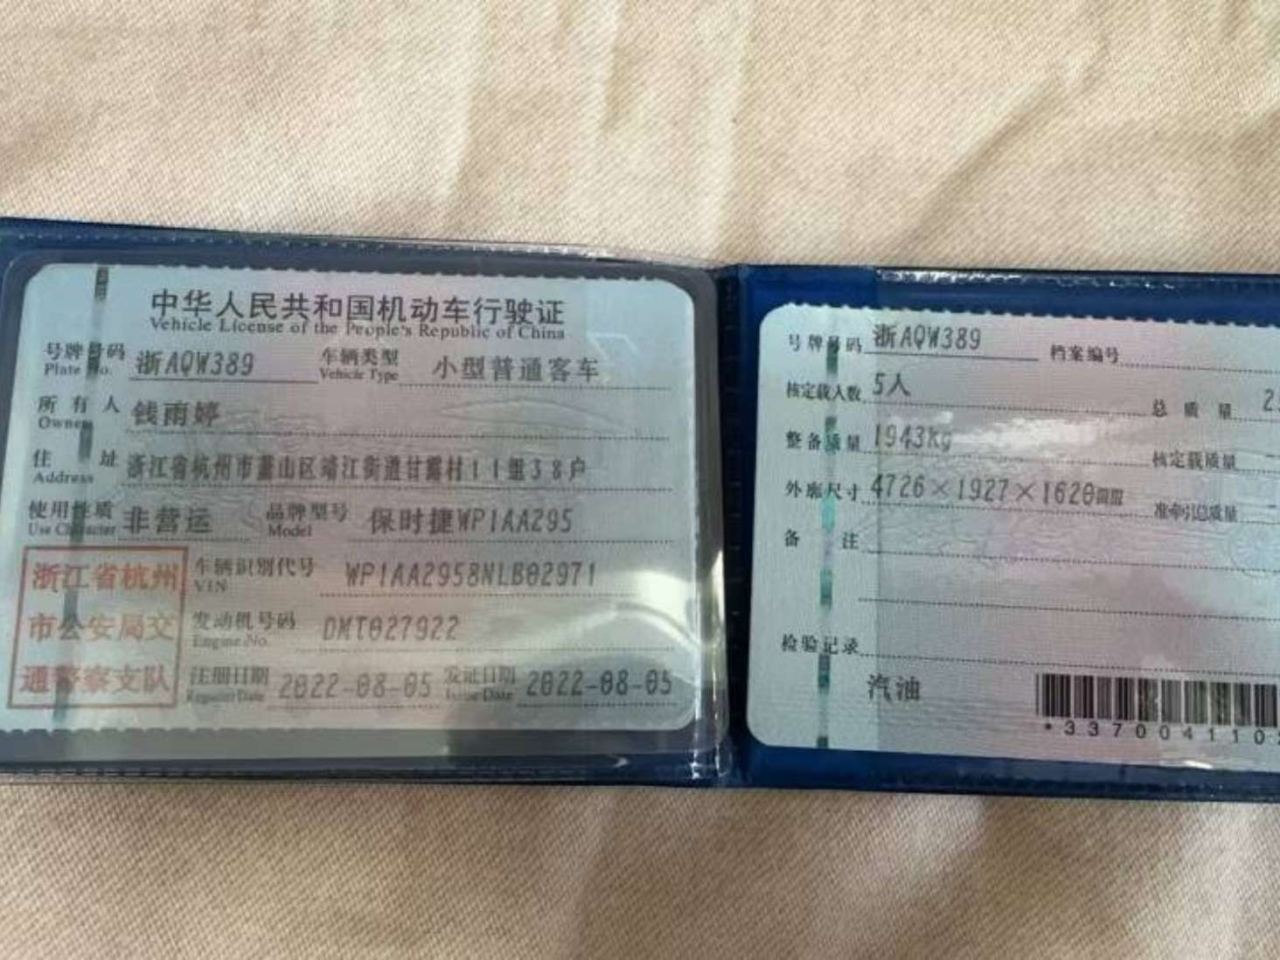 中华人民共和国机动车行驶证
Vehicle License of the People's Republic of China
号牌号码 浙AQW389 车辆类型 小型普通客车
Plate No. Vehicle Type
所有人 钱雨婷
Owner
住址 浙江省杭州市萧山区靖江街道甘露村11组38户
Address
使用性质 非营运 品牌型号 保时捷WP1AA295
Use Character Model
浙江省杭州
市公安局交
通警察支队
车辆识别代号 WP1AA2958NLB02971
VIN
发动机号码 DMT027922
Engine No.
注册日期 2022-08-05 发证日期 2022-08-05
Register Date Issue Date
号牌号码 浙AQW389 档案编号
核定载人数 5人 总质量
整备质量 1943kg 核定载质量
外廓尺寸 4726×1927×1620mm 准牵引总质量
备注
检验记录
汽油
*337004110